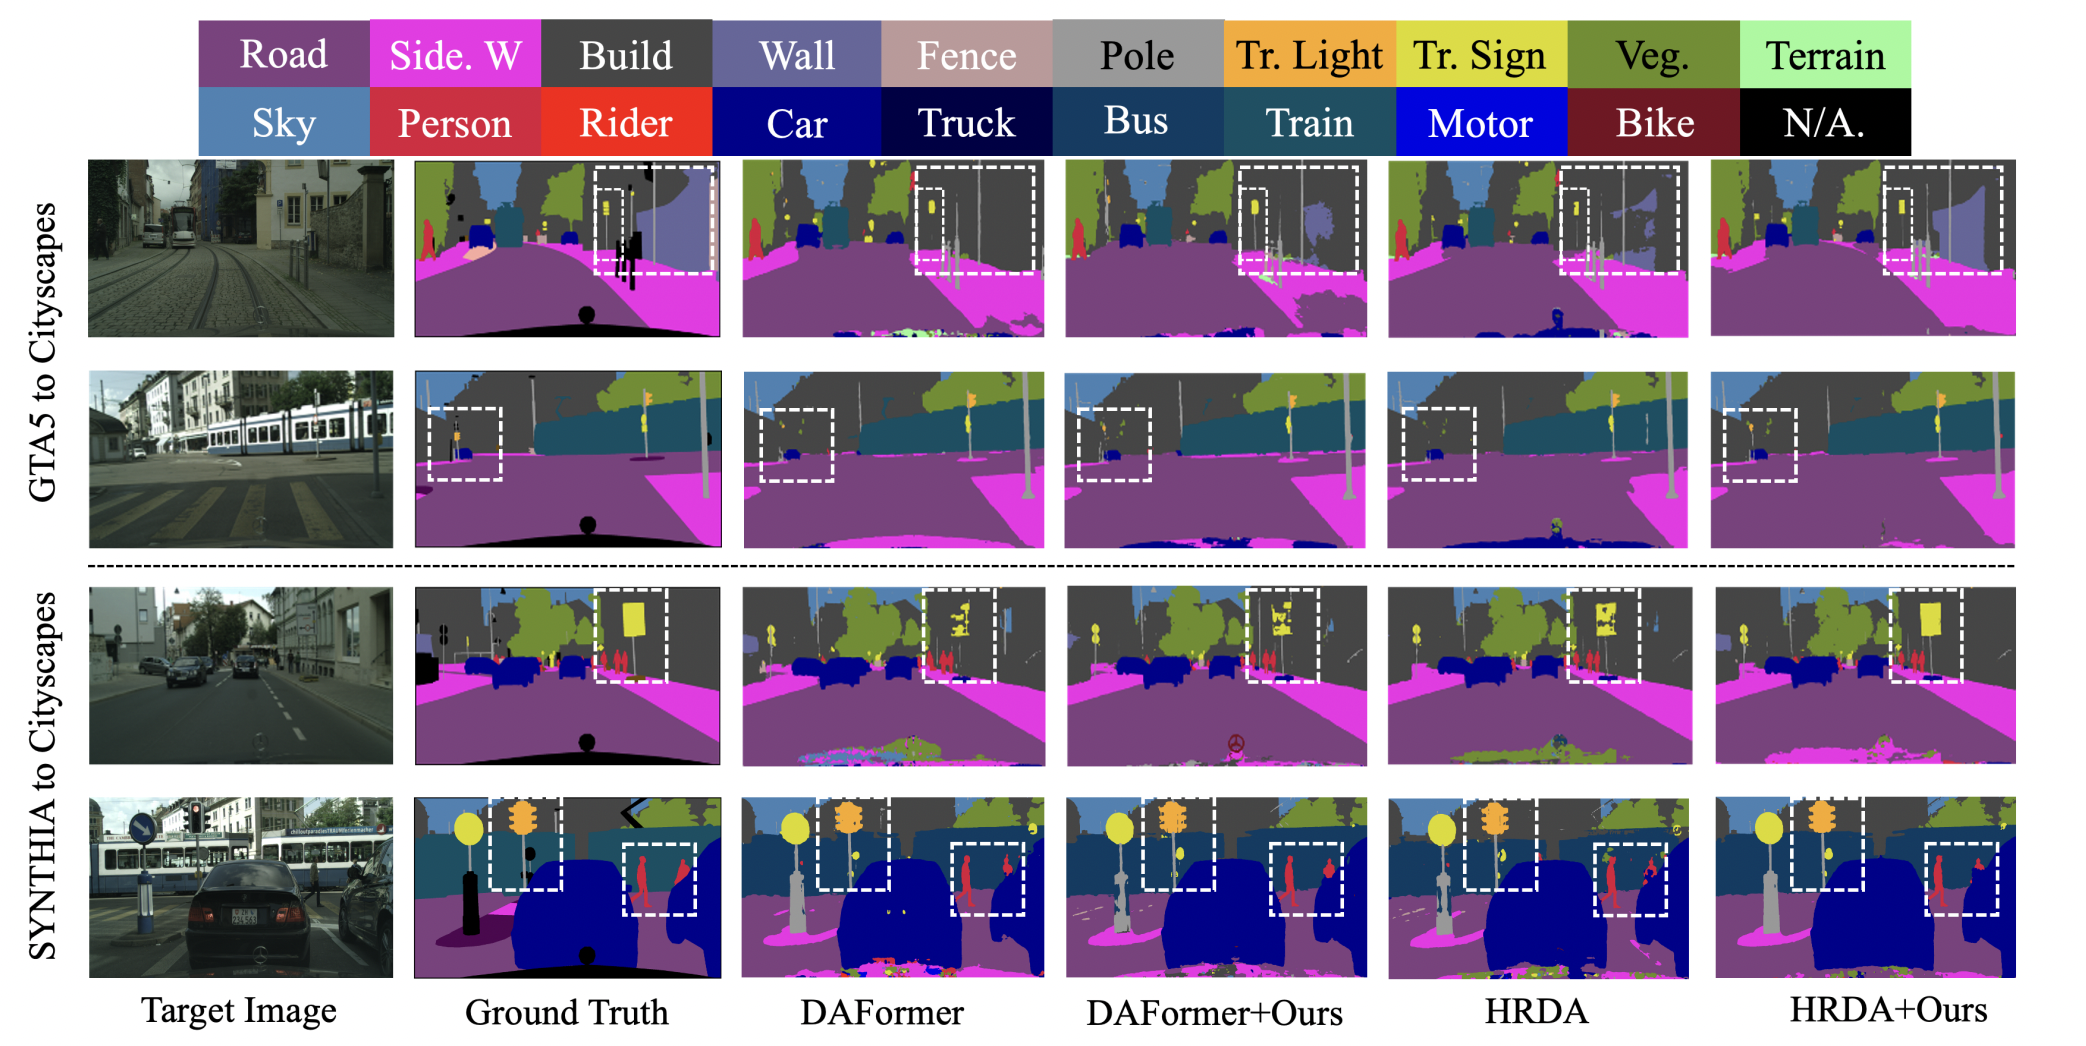 Road Side. W Build Wall Fence Pole Tr. Light Tr. Sign Veg. Terrain
Sky Person Rider Car Truck Bus Train Motor Bike N/A.
GTA5 to Cityscapes
SYNTHIA to Cityscapes
Target Image Ground Truth DAFormer DAFormer+Ours HRDA HRDA+Ours